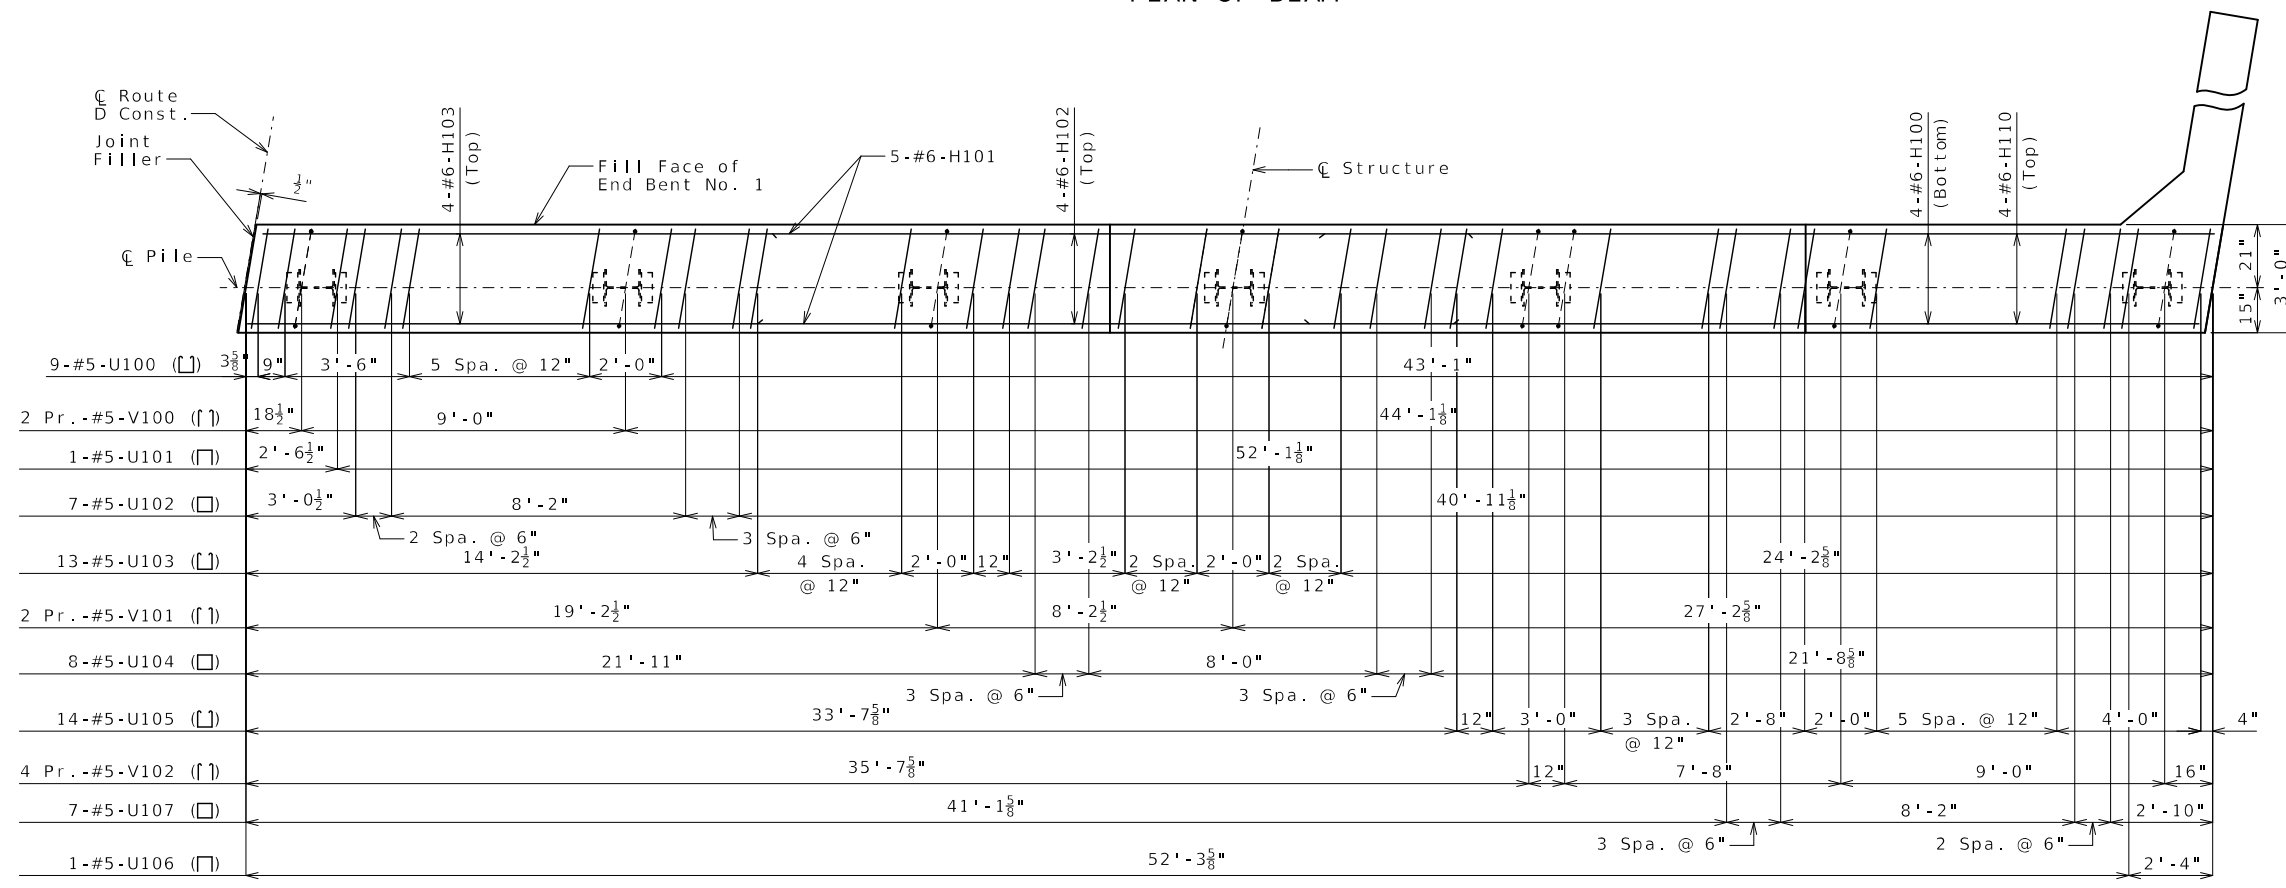 PLAN OF BEAM
℄ Route
D Const.
Joint
Filler
½"
℄ Pile
4-#6-H103
(Top)
Fill Face of
End Bent No. 1
5-#6-H101
4-#6-H102
(Top)
℄ Structure
4-#6-H100
(Bottom)
4-#6-H110
(Top)
21"
15"
3'-0"
9-#5-U100 3⅝" 9" 3'-6" 5 Spa. @ 12" 2'-0" 43'-1"
2 Pr.-#5-V100 18½" 9'-0" 44'-1⅛"
1-#5-U101 2'-6½" 52'-1⅛"
7-#5-U102 3'-0½" 8'-2" 40'-11⅛"
2 Spa. @ 6" 3 Spa. @ 6"
13-#5-U103 14'-2½" 4 Spa. @ 12" 2'-0" 12" 3'-2½" 2 Spa. @ 12" 2'-0" 2 Spa. @ 12" 24'-2⅝"
2 Pr.-#5-V101 19'-2½" 8'-2½" 27'-2⅝"
8-#5-U104 21'-11" 8'-0" 21'-8⅝"
3 Spa. @ 6" 3 Spa. @ 6"
14-#5-U105 33'-7⅝" 12" 3'-0" 3 Spa. @ 12" 2'-8" 2'-0" 5 Spa. @ 12" 4'-0" 4"
4 Pr.-#5-V102 35'-7⅝" 12" 7'-8" 9'-0" 16"
7-#5-U107 41'-1⅝" 8'-2" 2'-10"
3 Spa. @ 6" 2 Spa. @ 6"
1-#5-U106 52'-3⅝" 2'-4"